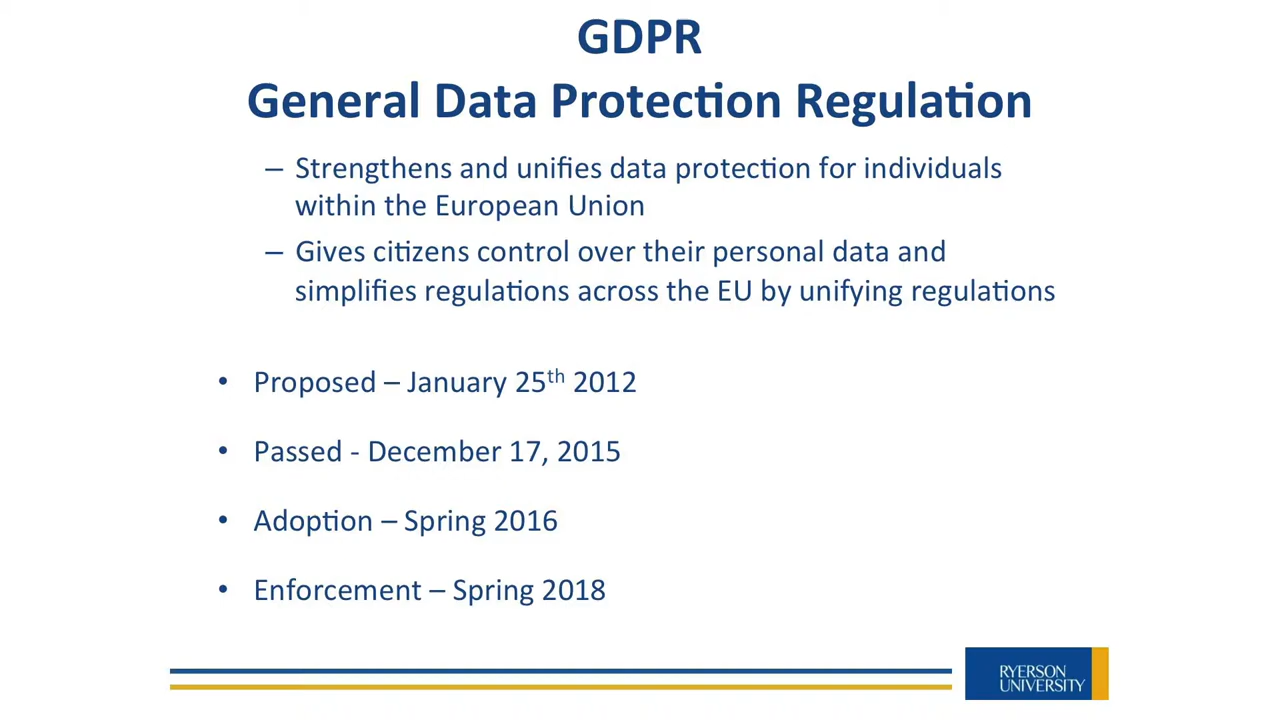 GDPR
General Data Protection Regulation
– Strengthens and unifies data protection for individuals
within the European Union
– Gives citizens control over their personal data and
simplifies regulations across the EU by unifying regulations
• Proposed – January 25th 2012
• Passed - December 17, 2015
• Adoption – Spring 2016
• Enforcement – Spring 2018
RYERSON
UNIVERSITY